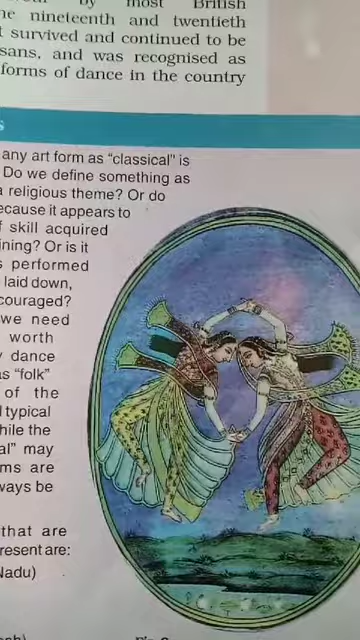 by most British
nineteenth and twentieth
survived and continued to be
sans, and was recognised as
forms of dance in the country
any art form as “classical” is
Do we define something as
religious theme? Or do
ecause it appears to
skill acquired
ining? Or is it
performed
laid down,
couraged?
we need
worth
dance
as “folk”
of the
typical
hile the
al” may
ms are
ways be
that are
resent are:
Nadu)